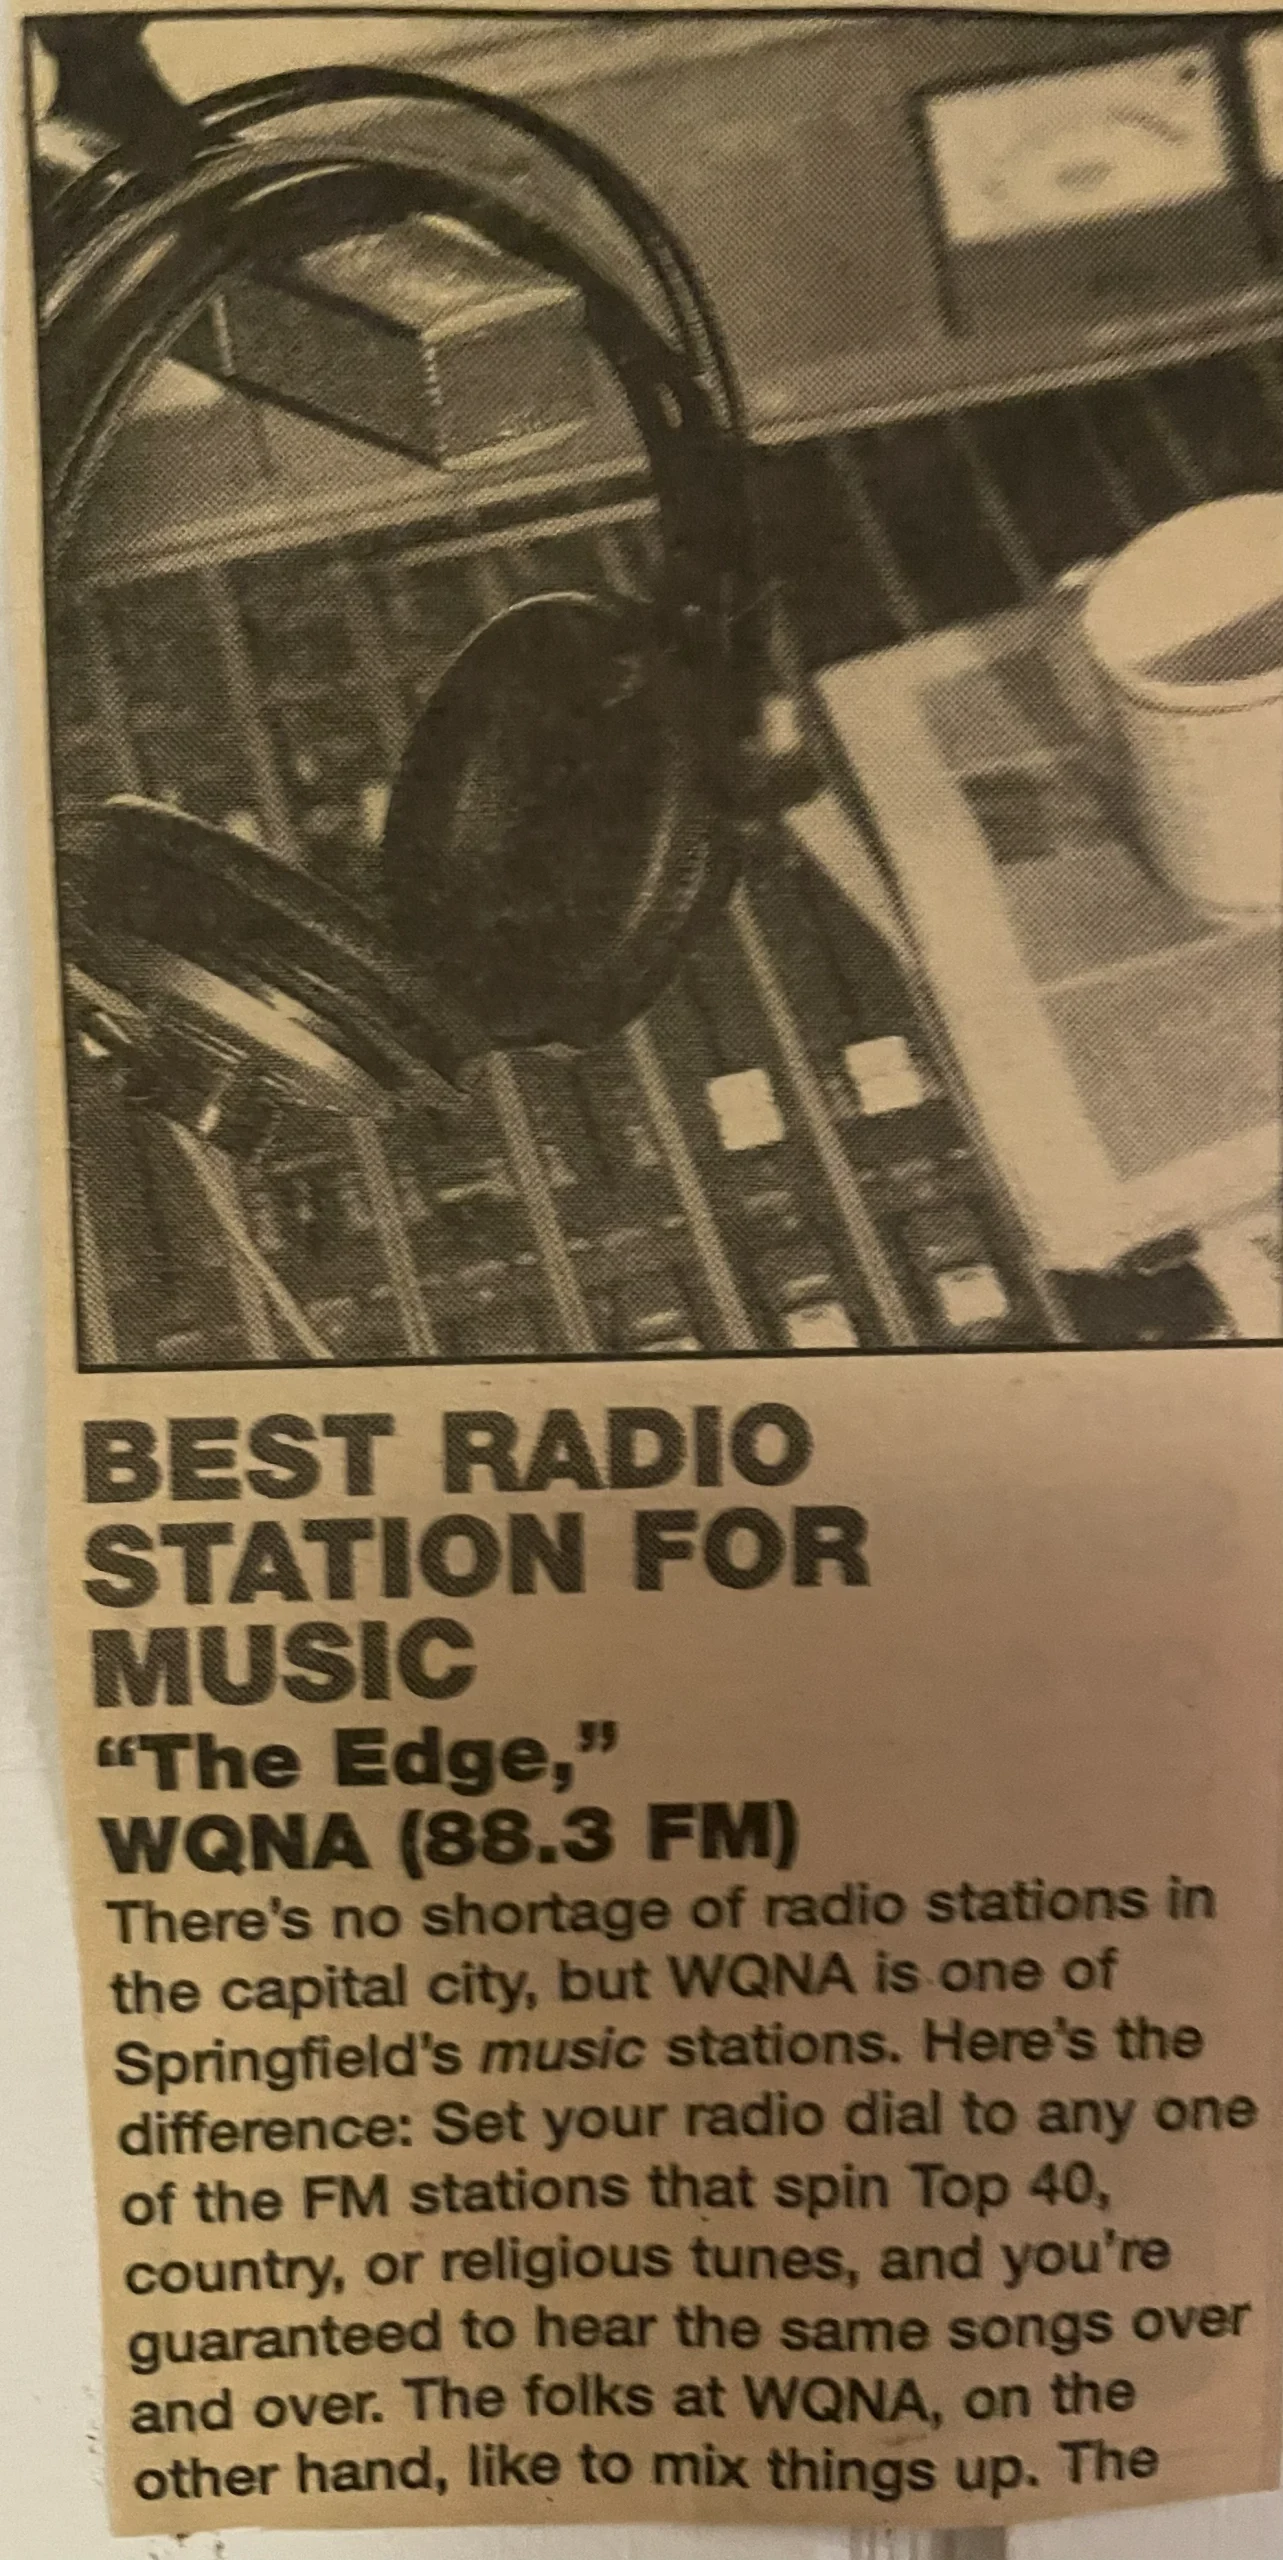 BEST RADIO
STATION FOR
MUSIC
“The Edge,”
WQNA (88.3 FM)
There’s no shortage of radio stations in
the capital city, but WQNA is one of
Springfield’s music stations. Here’s the
difference: Set your radio dial to any one
of the FM stations that spin Top 40,
country, or religious tunes, and you’re
guaranteed to hear the same songs over
and over. The folks at WQNA, on the
other hand, like to mix things up. The